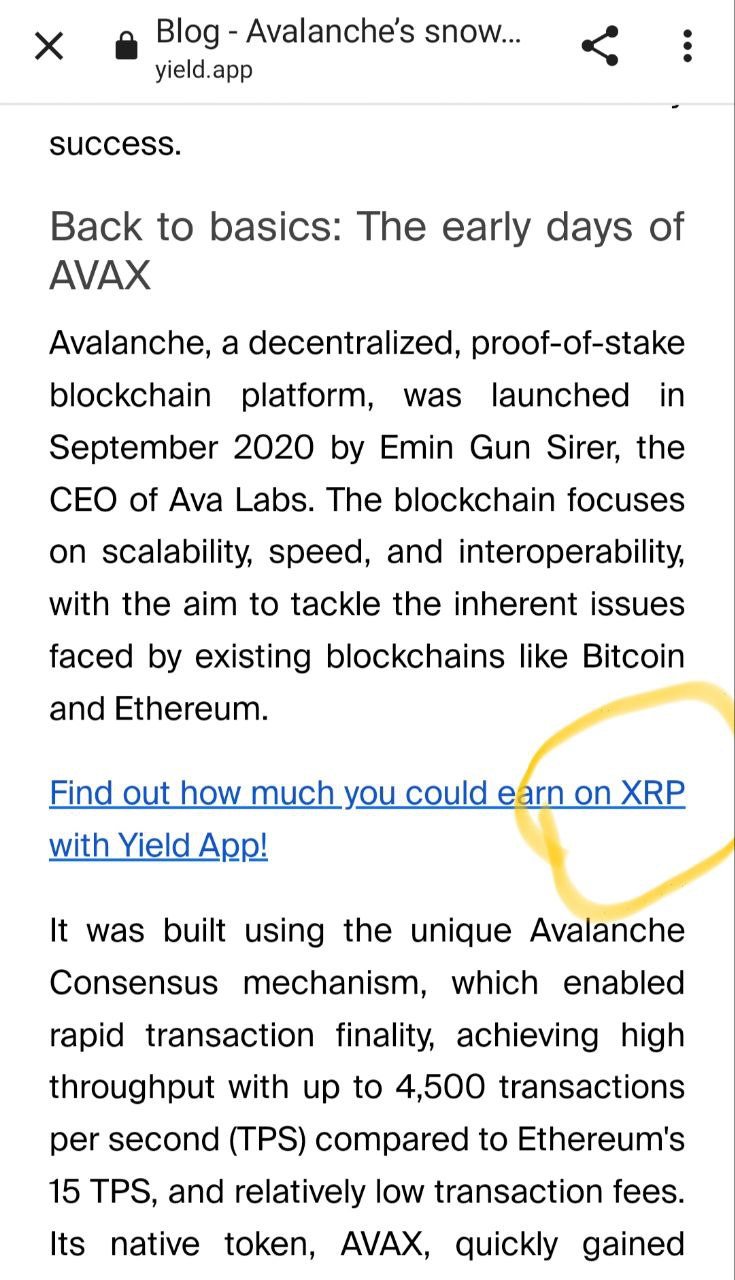 Blog - Avalanche’s snow...
yield.app
success.
Back to basics: The early days of
AVAX
Avalanche, a decentralized, proof-of-stake
blockchain platform, was launched in
September 2020 by Emin Gun Sirer, the
CEO of Ava Labs. The blockchain focuses
on scalability, speed, and interoperability,
with the aim to tackle the inherent issues
faced by existing blockchains like Bitcoin
and Ethereum.
Find out how much you could earn on XRP
with Yield App!
It was built using the unique Avalanche
Consensus mechanism, which enabled
rapid transaction finality, achieving high
throughput with up to 4,500 transactions
per second (TPS) compared to Ethereum's
15 TPS, and relatively low transaction fees.
Its native token, AVAX, quickly gained